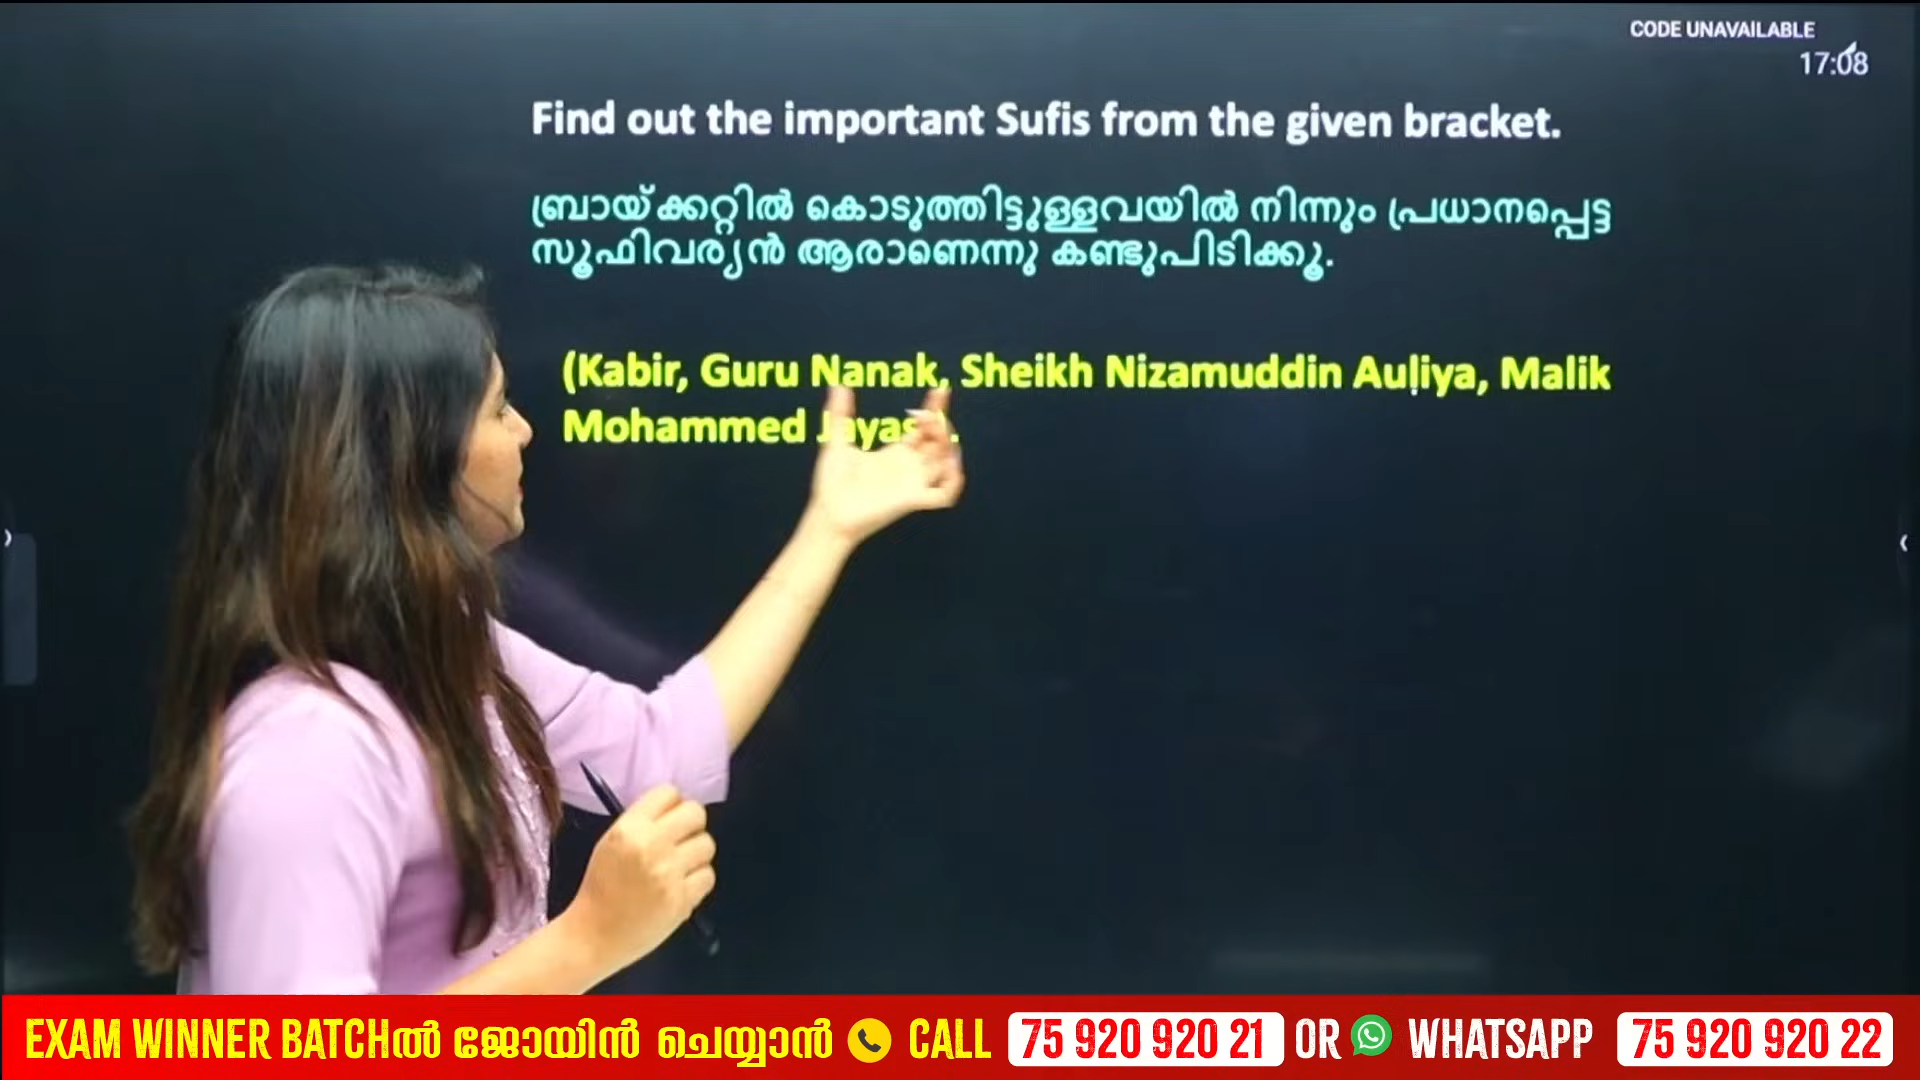 CODE UNAVAILABLE
17:08
Find out the important Sufis from the given bracket.
ബ്രായ്ക്കറ്റിൽ കൊടുത്തിട്ടുള്ളവയിൽ നിന്നും പ്രധാനപ്പെട്ട
സൂഫിവര്യൻ ആരാണെന്നു കണ്ടുപിടിക്കൂ.
(Kabir, Guru Nanak, Sheikh Nizamuddin Auliya, Malik
Mohammed
EXAM WINNER BATCHൽ ജോയിൻ ചെയ്യാൻ CALL 75 920 920 21 OR WHATSAPP 75 920 920 22